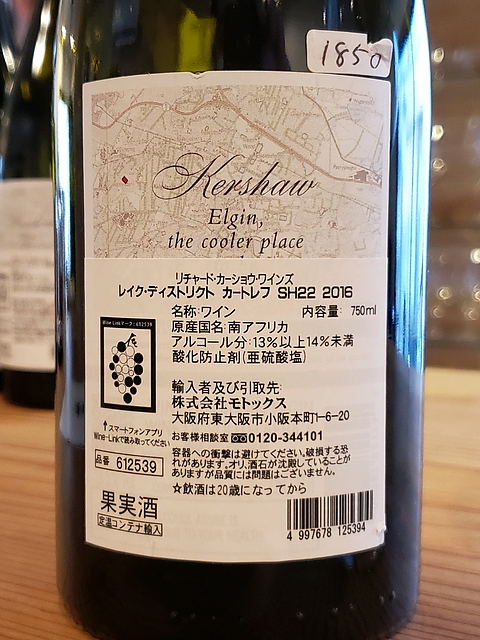 1850
Kershaw
Elgin,
the cooler place
リチャード・カーショウ・ワインズ
レイク・ディストリクト カートレフ SH22 2016
名称:ワイン 内容量: 750ml
原産国名:南アフリカ
アルコール分:13%以上14%未満
酸化防止剤(亜硫酸塩)
Wine-Linkマーク:612539
輸入者及び引取先:
株式会社モトックス
大阪府東大阪市小阪本町1-6-20
↑スマートフォンアプリ
Wine-Linkで読み取ってください
お客様相談室 0120-344101
品番 612539
容器への衝撃は避けてください。破損する恐
れがあります。オリ、酒石が沈殿していることが
ありますが品質には問題はございません。
☆飲酒は20歳になってから
果実酒
定温コンテナ輸入
4 997678 125394